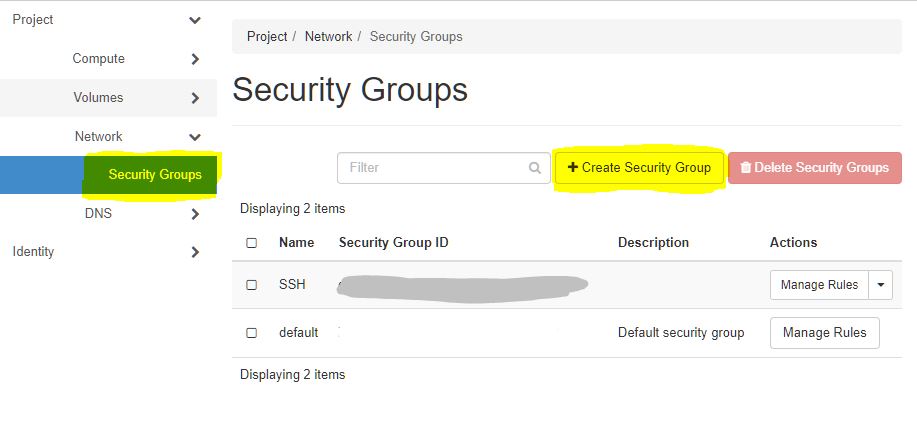 Project
Compute
Volumes
Network
Security Groups
DNS
Identity
Project / Network / Security Groups
Security Groups
Filter
Create Security Group
Delete Security Groups
Displaying 2 items
Name Security Group ID Description Actions
SSH Manage Rules
default Default security group Manage Rules
Displaying 2 items